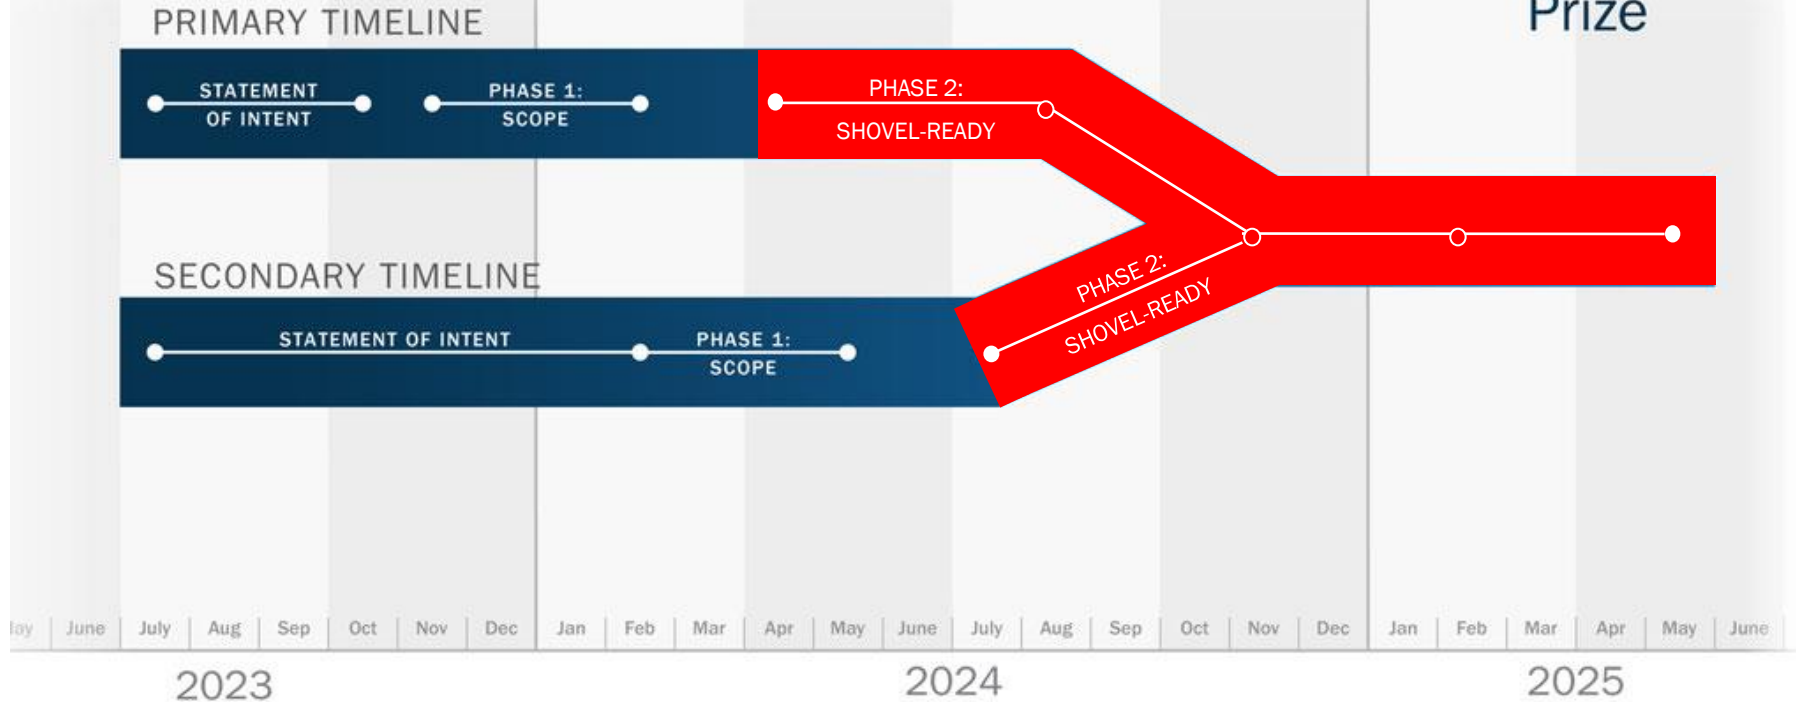 PRIMARY TIMELINE
Prize
STATEMENT
OF INTENT
PHASE 1:
SCOPE
PHASE 2:
SHOVEL-READY
SECONDARY TIMELINE
STATEMENT OF INTENT
PHASE 1:
SCOPE
PHASE 2:
SHOVEL-READY
June July Aug Sep Oct Nov Dec Jan Feb Mar Apr May June July Aug Sep Oct Nov Dec Jan Feb Mar Apr May June
2023 2024 2025